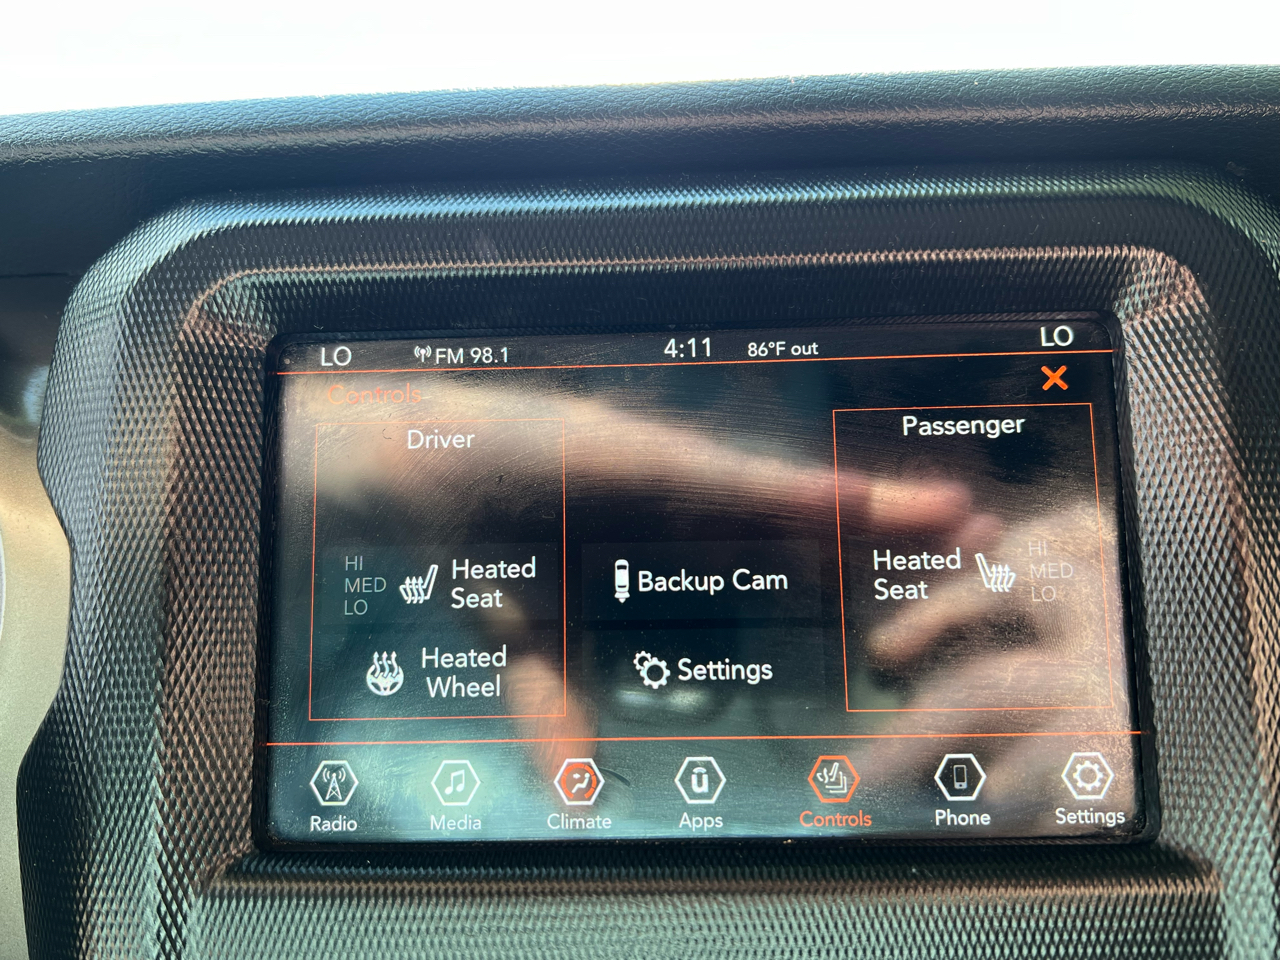 LO FM 98.1 4:11 86°F out LO
Controls
Driver
HI
MED
LO
Heated
Seat
Heated
Wheel
Backup Cam
Settings
Passenger
Heated
Seat
HI
MED
LO
Radio Media Climate Apps Controls Phone Settings